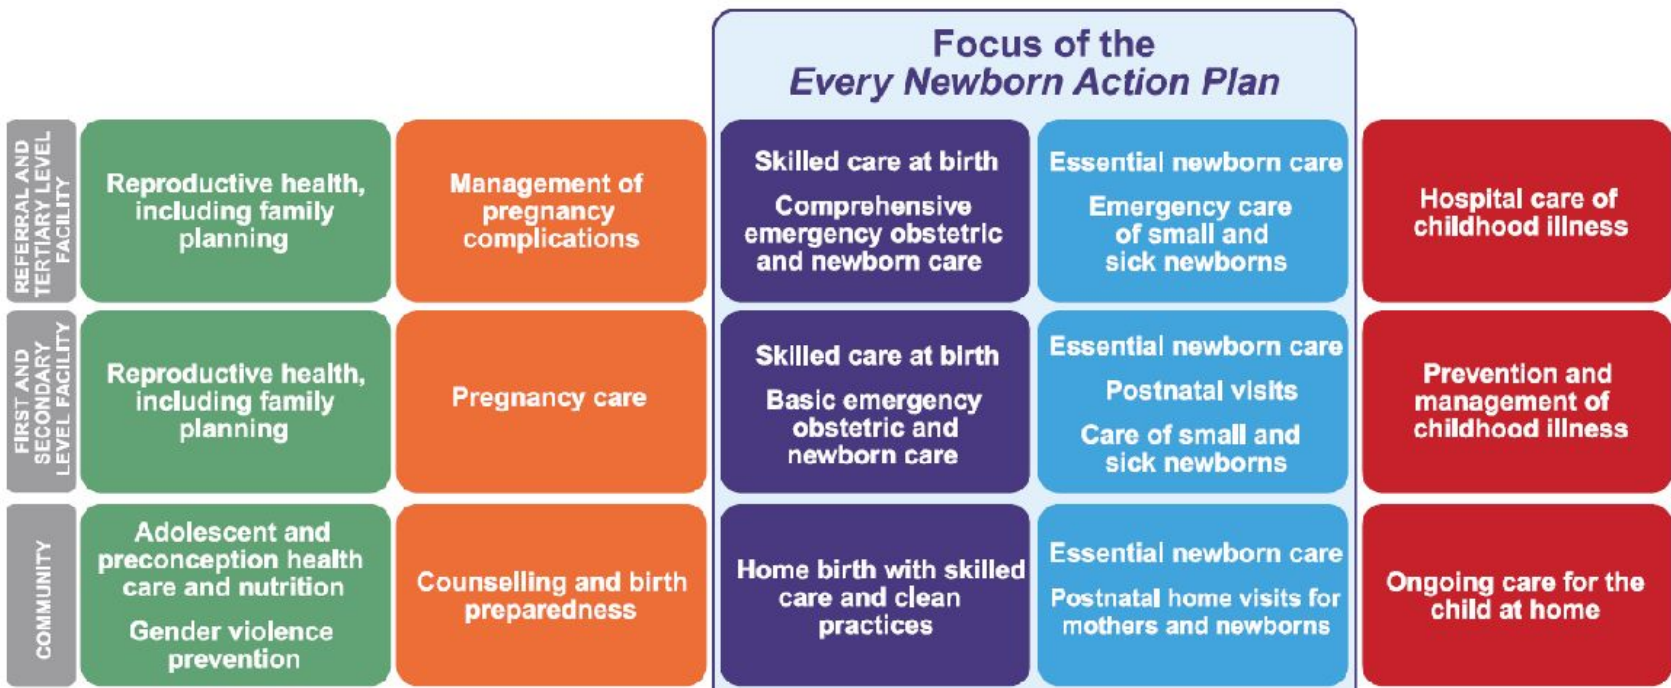 Focus of the
Every Newborn Action Plan
REFERRAL AND
TERTIARY LEVEL
FACILITY
Reproductive health,
including family
planning
Management of
pregnancy
complications
Skilled care at birth
Comprehensive
emergency obstetric
and newborn care
Essential newborn care
Emergency care
of small and
sick newborns
Hospital care of
childhood illness
FIRST AND
SECONDARY
LEVEL FACILITY
Reproductive health,
including family
planning
Pregnancy care
Skilled care at birth
Basic emergency
obstetric and
newborn care
Essential newborn care
Postnatal visits
Care of small and
sick newborns
Prevention and
management of
childhood illness
COMMUNITY
Adolescent and
preconception health
care and nutrition
Gender violence
prevention
Counselling and birth
preparedness
Home birth with skilled
care and clean
practices
Essential newborn care
Postnatal home visits for
mothers and newborns
Ongoing care for the
child at home